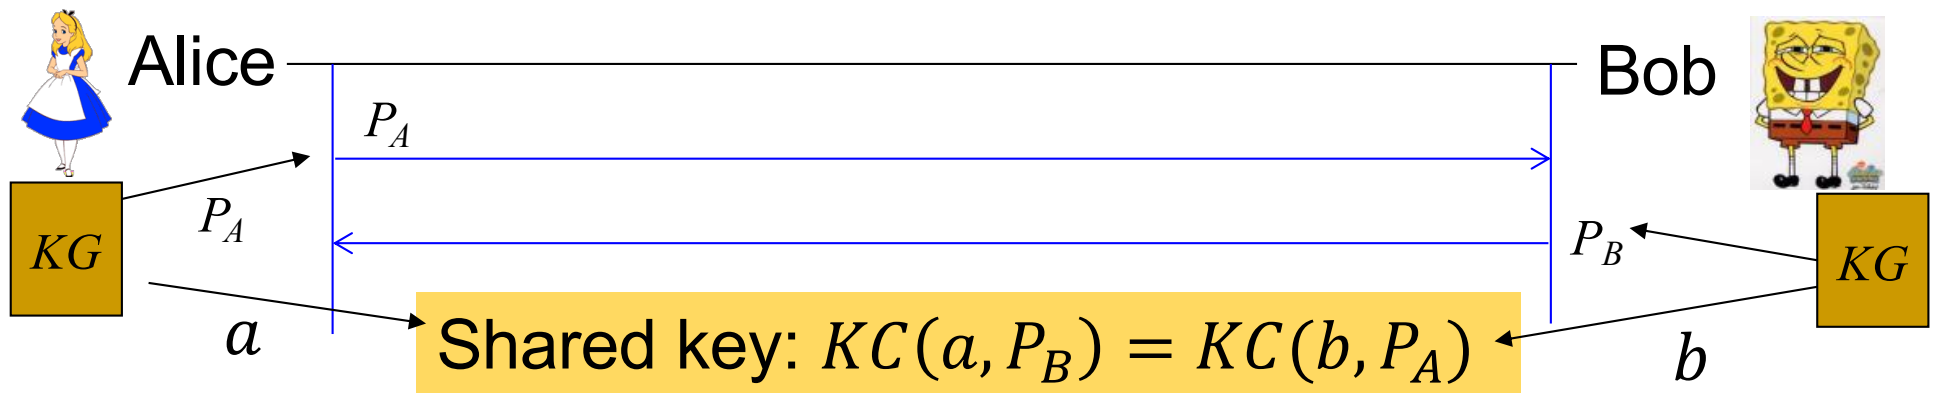 Alice
Bob
P_A
P_A
KG
P_B
KG
a
Shared key: KC(a, P_B) = KC(b, P_A)
b